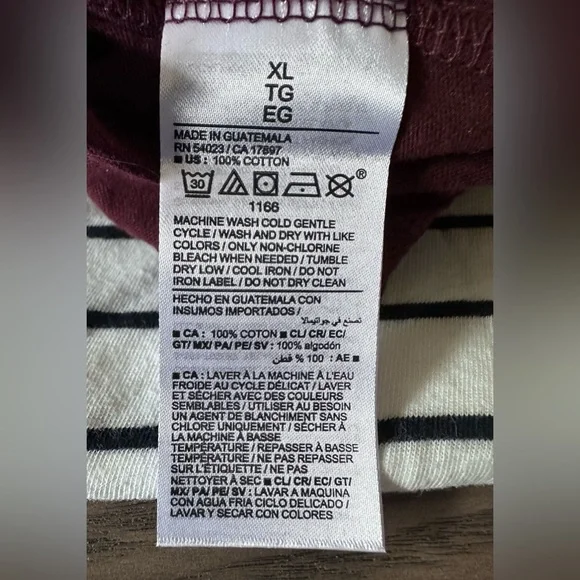 XL
TG
EG
MADE IN GUATEMALA
RN 54023 / CA 17897
■ US : 100% COTTON
30
®
1166
MACHINE WASH COLD GENTLE
CYCLE / WASH AND DRY WITH LIKE
COLORS / ONLY NON-CHLORINE
BLEACH WHEN NEEDED / TUMBLE
DRY LOW / COOL IRON / DO NOT
IRON LABEL / DO NOT DRY CLEAN
HECHO EN GUATEMALA CON
INSUMOS IMPORTADOS /
تصنع في جواتيمالا
■ CA : 100% COTON ■ CL/ CR/ EC/
GT/ MX/ PA/ PE/ SV : 100% algodón
■ AE : 100 % قطن
■ CA : LAVER À LA MACHINE À L'EAU
FROIDE AU CYCLE DÉLICAT / LAVER
ET SÉCHER AVEC DES COULEURS
SEMBLABLES / UTILISER AU BESOIN
UN AGENT DE BLANCHIMENT SANS
CHLORE UNIQUEMENT / SÉCHER À
LA MACHINE À BASSE
TEMPÉRATURE / REPASSER À BASSE
TEMPÉRATURE / NE PAS REPASSER
SUR L'ÉTIQUETTE / NE PAS
NETTOYER À SEC ■ CL/ CR/ EC/ GT/
MX/ PA/ PE/ SV : LAVAR A MAQUINA
CON AGUA FRIA CICLO DELICADO /
LAVAR Y SECAR CON COLORES